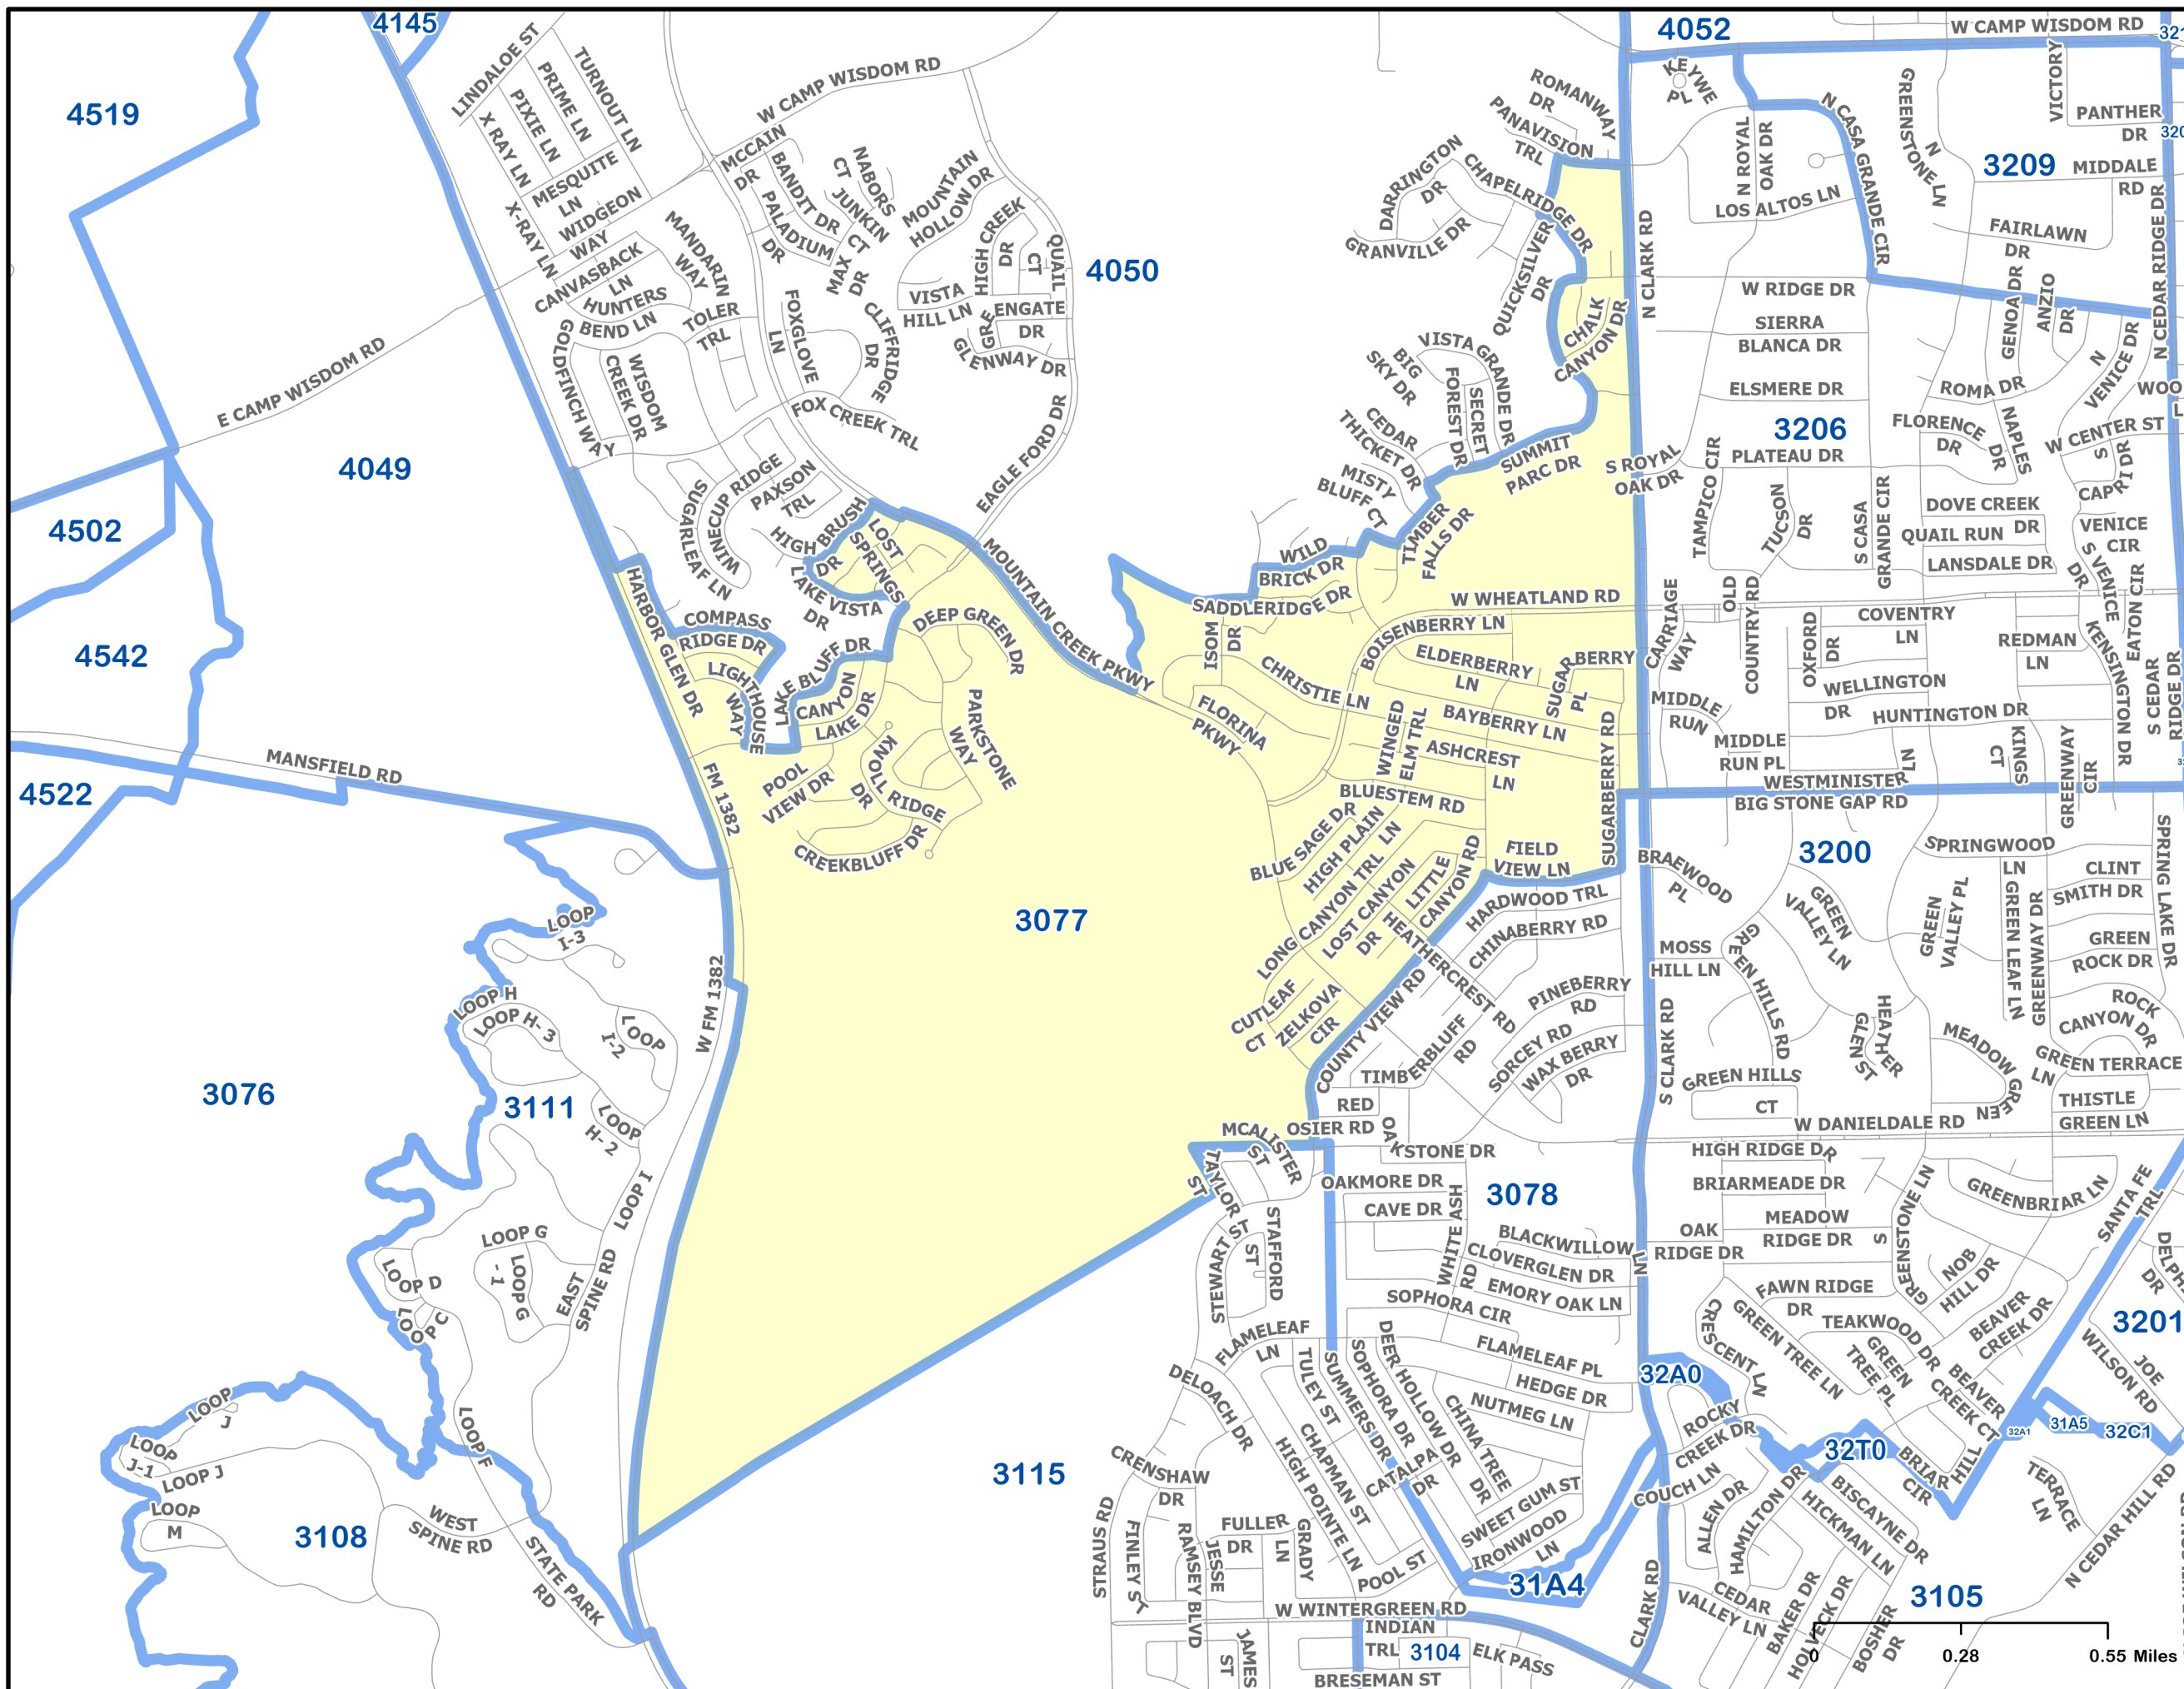 4145
4052
W CAMP WISDOM RD
4519
LINDALOE ST
PRIME LN
TURNOUT LN
PIXIE LN
X RAY LN
MESQUITE
LN
WIDGEON
WAY
X-RAY LN
CANVASBACK
LN
HUNTERS
BEND LN
MANDARIN
WAY
TOLER
TRL
GOLDFINCH WAY
WISDOM
CREEK DR
W CAMP WISDOM RD
MCCAIN
DR
BANDIT DR
PALADIUM
DR
NABORS
CT
JUNKIN
CT
MAX
DR
MOUNTAIN
HOLLOW DR
HIGH CREEK
DR
QUAIL
CT
VISTA
HILL LN
GREENGATE
DR
GLENWAY DR
FOXGLOVE
LN
CLIFFRIDGE
DR
FOX CREEK TRL
EAGLE FORD DR
4050
ROMANWAY
DR
PANAVISION
TRL
DARRINGTON
DR
CHAPELRIDGE DR
GRANVILLE DR
QUICKSILVER
DR
CHALK
CANYON DR
N CLARK RD
VISTA GRANDE DR
BIG
SKY DR
FOREST DR
SECRET
CEDAR
THICKET DR
SUMMIT
PARC DR
MISTY
BLUFF CT
TIMBER
FALLS DR
WILD
BRICK DR
SADDLERIDGE DR
KEYWE
PL
N CASA GRANDE CIR
N ROYAL
OAK DR
LOS ALTOS LN
GREENSTONE LN
N
VICTORY
PANTHER
DR
3209
MIDDALE
RD
FAIRLAWN
DR
N CEDAR RIDGE DR
W RIDGE DR
SIERRA
BLANCA DR
ELSMERE DR
3206
PLATEAU DR
GENOA DR
ANZIO
DR
ROMA DR
N
VENICE DR
FLORENCE
DR
NAPLES
DR
W CENTER ST
S
CAPRI DR
S ROYAL
OAK DR
TAMPICO CIR
TUCSON
DR
S CASA
GRANDE CIR
DOVE CREEK
DR
QUAIL RUN
LANSDALE DR
VENICE
CIR
S VENICE
DR
EATON CIR
E CAMP WISDOM RD
4049
4502
4542
4522
MANSFIELD RD
SUGARLEAF LN
WINECUP RIDGE
PAXSON
TRL
HIGH BRUSH
DR
LOST
SPRINGS
LAKE VISTA
DR
HARBOR GLEN DR
COMPASS
RIDGE DR
LIGHTHOUSE
WAY
LAKE BLUFF DR
CANYON
LAKE DR
DEEP GREEN DR
MOUNTAIN CREEK PKWY
PARKSTONE
WAY
POOL
VIEW DR
KNOLL RIDGE
DR
CREEKBLUFF DR
FM 1382
3077
W WHEATLAND RD
ISOM
DR
BOISENBERRY LN
ELDERBERRY
LN
SUGAR BERRY
PL
CHRISTIE LN
FLORINA
PKWY
BAYBERRY LN
WINGED
ELM TRL
ASHCREST
LN
BLUESTEM RD
SUGARBERRY RD
BLUE SAGE DR
HIGH PLAIN
LN
LONG CANYON TRL
LOST CANYON
DR
LITTLE
CANYON RD
FIELD
VIEW LN
HARDWOOD TRL
CHINABERRY RD
HEATHERCREST RD
CUTLEAF
CT
ZELKOVA
CIR
COUNTY VIEW RD
PINEBERRY
RD
SORCEY RD
WAX BERRY
DR
TIMBERBLUFF
RD
RED
OSIER RD
CARRIAGE
WAY
OLD
COUNTRY RD
OXFORD
DR
COVENTRY
LN
REDMAN
LN
KENSINGTON DR
S CEDAR
RIDGE DR
WELLINGTON
DR
MIDDLE
RUN
HUNTINGTON DR
MIDDLE
RUN PL
LN
KINGS
CT
GREENWAY
CIR
WESTMINISTER
BIG STONE GAP RD
3200
SPRINGWOOD
LN
CLINT
SMITH DR
SPRING LAKE DR
BRAEWOOD
PL
GREEN
VALLEY LN
GREEN
VALLEY PL
GREEN LEAF LN
GREENWAY DR
GREEN
ROCK DR
MOSS
HILL LN
GREEN HILLS RD
ROCK
CANYON DR
HEATHER
GLEN ST
MEADOW GREEN
LN
GREEN TERRACE
GREEN HILLS
CT
THISTLE
GREEN LN
S CLARK RD
W DANIELDALE RD
W FM 1382
LOOP
I-3
LOOP H
LOOP H-3
LOOP
I-2
3076
3111
LOOP
H-2
LOOP I
LOOP G
LOOP G
- 1
LOOP D
LOOP C
EAST
SPINE RD
LOOP
J
LOOP
J-1
LOOP J
LOOP
M
LOOP F
3108
WEST
SPINE RD
STATE PARK
RD
MCALISTER
ST
TAYLOR
ST
OAKSTONE DR
OAKMORE DR
CAVE DR
3078
WHITE ASH
RD
BLACKWILLOW
LN
CLOVERGLEN DR
EMORY OAK LN
STEWART ST
STAFFORD
ST
SOPHORA CIR
FLAMELEAF
LN
FLAMELEAF PL
HEDGE DR
NUTMEG LN
DELOACH DR
TULEY ST
SUMMERS DR
SOPHORA DR
DEER HOLLOW DR
CHINA TREE
DR
CATALPA
DR
CHAPMAN ST
HIGH POINTE LN
3115
CRENSHAW
DR
SWEET GUM ST
IRONWOOD
LN
STRAUS RD
FINLEY ST
RAMSEY BLVD
JESSE
FULLER
DR
LN
GRADY
POOL ST
31A4
W WINTERGREEN RD
INDIAN
TRL
3104
ELK PASS
JAMES
ST
BRESEMAN ST
HIGH RIDGE DR
BRIARMEADE DR
OAK
RIDGE DR
MEADOW
RIDGE DR
S
GREENSTONE LN
GREENBRIAR LN
SANTA FE
TRL
FAWN RIDGE
DR
NOB
HILL DR
TEAKWOOD DR
BEAVER
CREEK DR
CRESCENT LN
GREEN TREE LN
GREEN
TREE PL
BEAVER
CREEK CT
3201
JOE
WILSON RD
32A0
ROCKY
CREEK DR
32T0
BRIAR HILL
CIR
32A1
31A5
32C1
COUCH LN
ALLEN DR
HAMILTON DR
BISCAYNE DR
HICKMAN LN
TERRACE
LN
N CEDAR HILL RD
CLARK RD
CEDAR
VALLEY LN
BAKER DR
HOLVECK DR
BOSHER
DR
3105
0
0.28
0.55 Miles